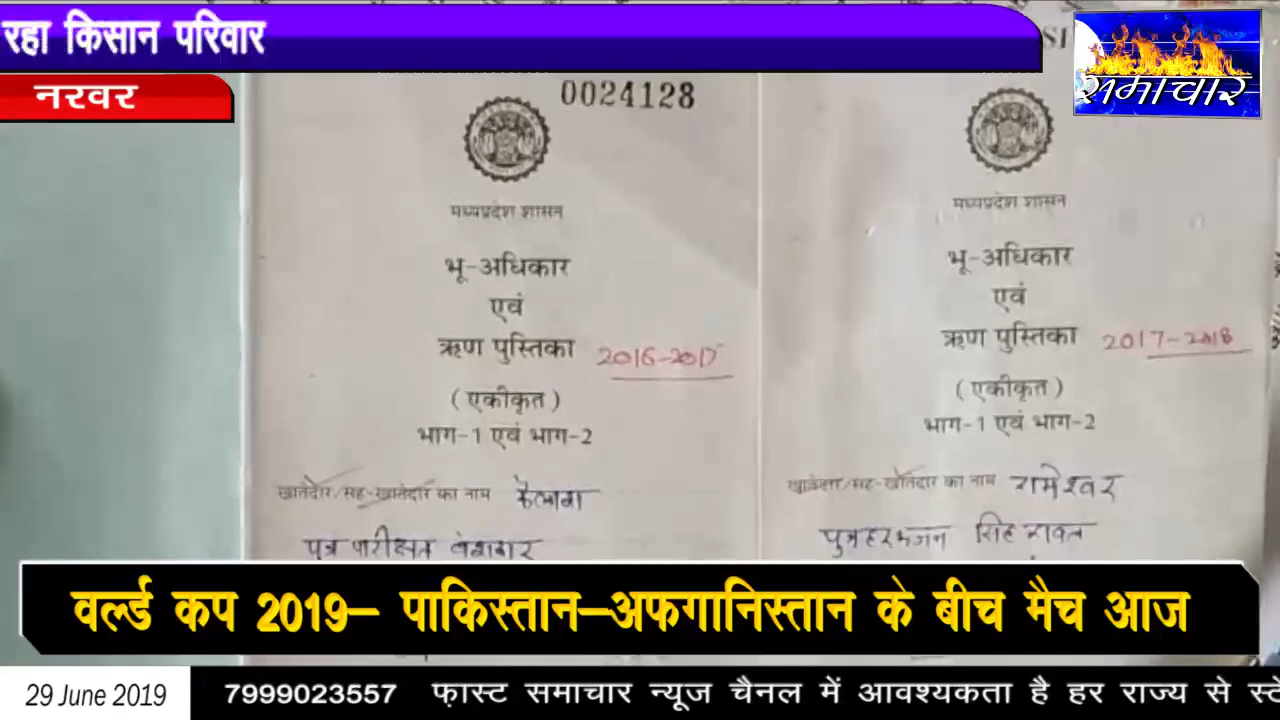 रहा किसान परिवार
नरवर
समाचार
0024128
मध्यप्रदेश शासन
भू-अधिकार
एवं
ऋण पुस्तिका 2016-2017
(एकीकृत)
भाग-1 एवं भाग-2
खातेदार/सह-खातेदार का नाम
पुत्र
मध्यप्रदेश शासन
भू-अधिकार
एवं
ऋण पुस्तिका 2017-2018
(एकीकृत)
भाग-1 एवं भाग-2
खातेदार/सह-खातेदार का नाम रामेश्वर
पुत्र हरभजन सिंह रावत
वर्ल्ड कप 2019– पाकिस्तान–अफगानिस्तान के बीच मैच आज
29 June 2019
7999023557 फ़ास्ट समाचार न्यूज चैनल में आवश्यकता है हर राज्य से स्टे